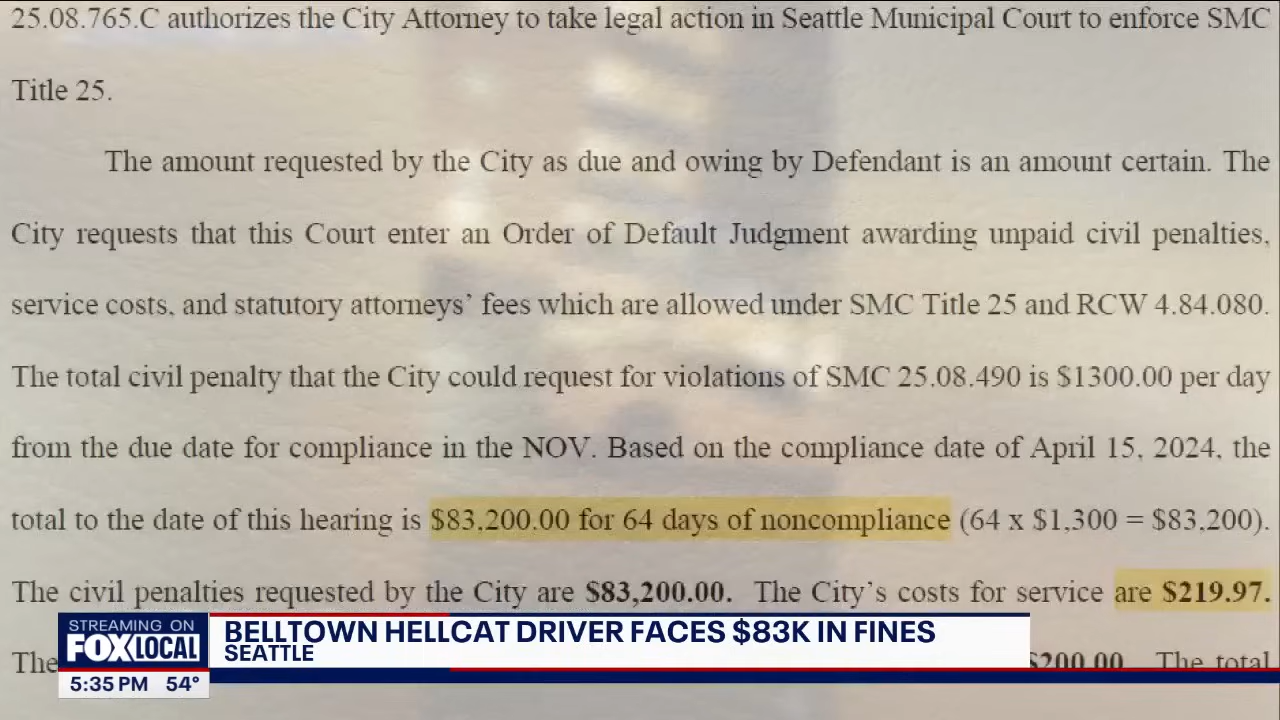 25.08.765.C authorizes the City Attorney to take legal action in Seattle Municipal Court to enforce SMC
Title 25.
The amount requested by the City as due and owing by Defendant is an amount certain. The
City requests that this Court enter an Order of Default Judgment awarding unpaid civil penalties,
service costs, and statutory attorneys’ fees which are allowed under SMC Title 25 and RCW 4.84.080.
The total civil penalty that the City could request for violations of SMC 25.08.490 is $1300.00 per day
from the due date for compliance in the NOV. Based on the compliance date of April 15, 2024, the
total to the date of this hearing is $83,200.00 for 64 days of noncompliance (64 x $1,300 = $83,200).
The civil penalties requested by the City are $83,200.00. The City’s costs for service are $219.97.
The $200.00. The total
STREAMING ON
FOX LOCAL
5:35 PM 54°
BELLTOWN HELLCAT DRIVER FACES $83K IN FINES
SEATTLE